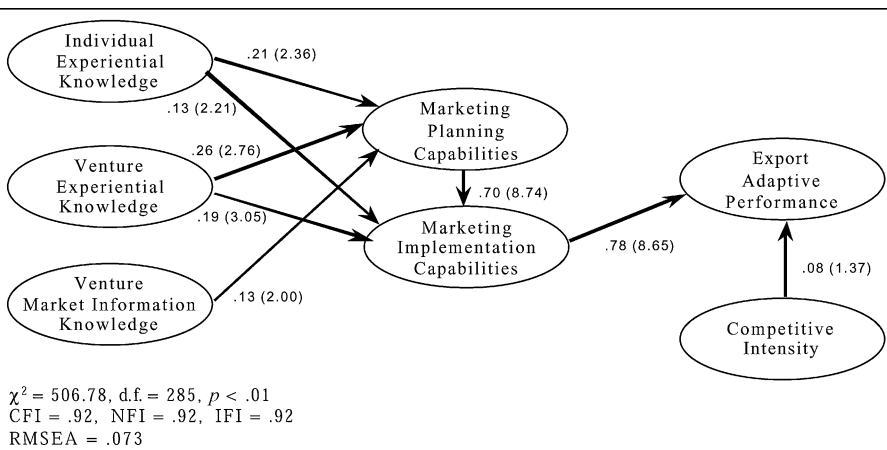 Individual
Experiential
Knowledge
.21 (2.36)
.13 (2.21)
Marketing
Planning
Capabilities
.26 (2.76)
Venture
Experiential
Knowledge
.19 (3.05)
.70 (8.74)
Export
Adaptive
Performance
Marketing
Implementation
Capabilities
.78 (8.65)
.08 (1.37)
Venture
Market Information
Knowledge
.13 (2.00)
Competitive
Intensity
χ² = 506.78, d.f. = 285, p < .01
CFI = .92, NFI = .92, IFI = .92
RMSEA = .073